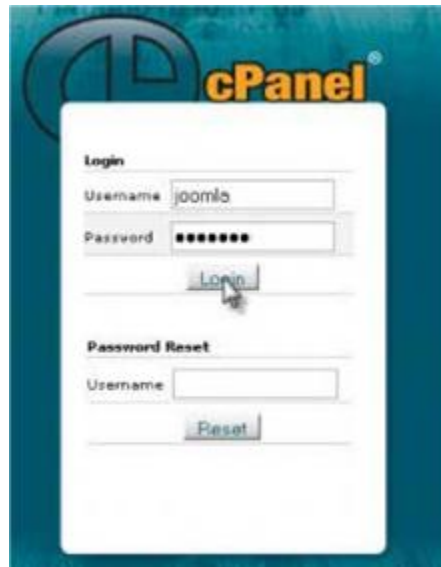 cPanel®
Login
Username joomla
Password •••••••
Login
Password Reset
Username
Reset